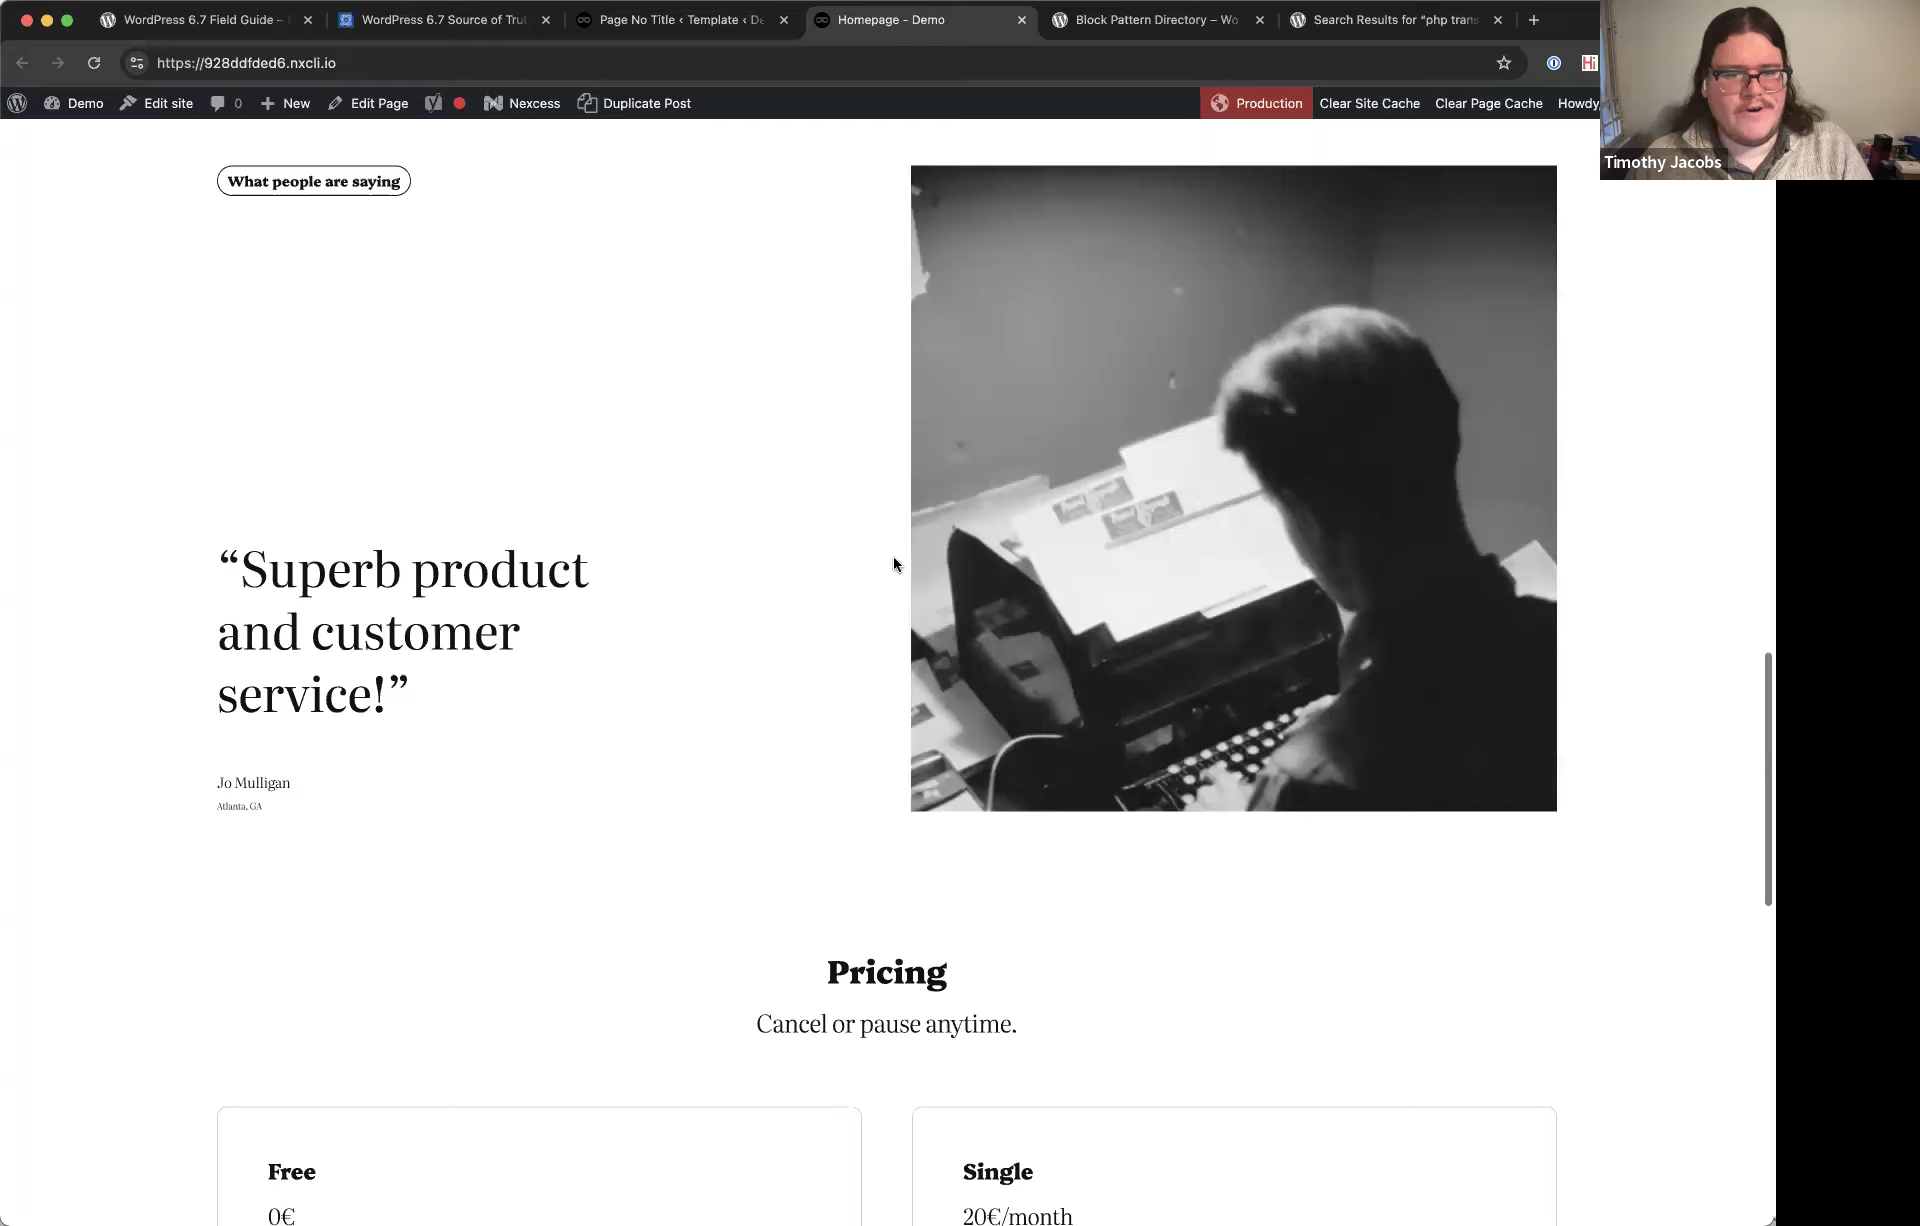 WordPress 6.7 Field Guide –
WordPress 6.7 Source of Tru
Page No Title ‹ Template ‹ De
Homepage - Demo
Block Pattern Directory – Wo
Search Results for “php trans
https://928ddfded6.nxcli.io
Hi
Demo
Edit site
0
New
Edit Page
Nexcess
Duplicate Post
Production
Clear Site Cache
Clear Page Cache
Howdy
Timothy Jacobs
What people are saying
“Superb product
and customer
service!”
Jo Mulligan
Atlanta, GA
Pricing
Cancel or pause anytime.
Free
Single
0€
20€/month